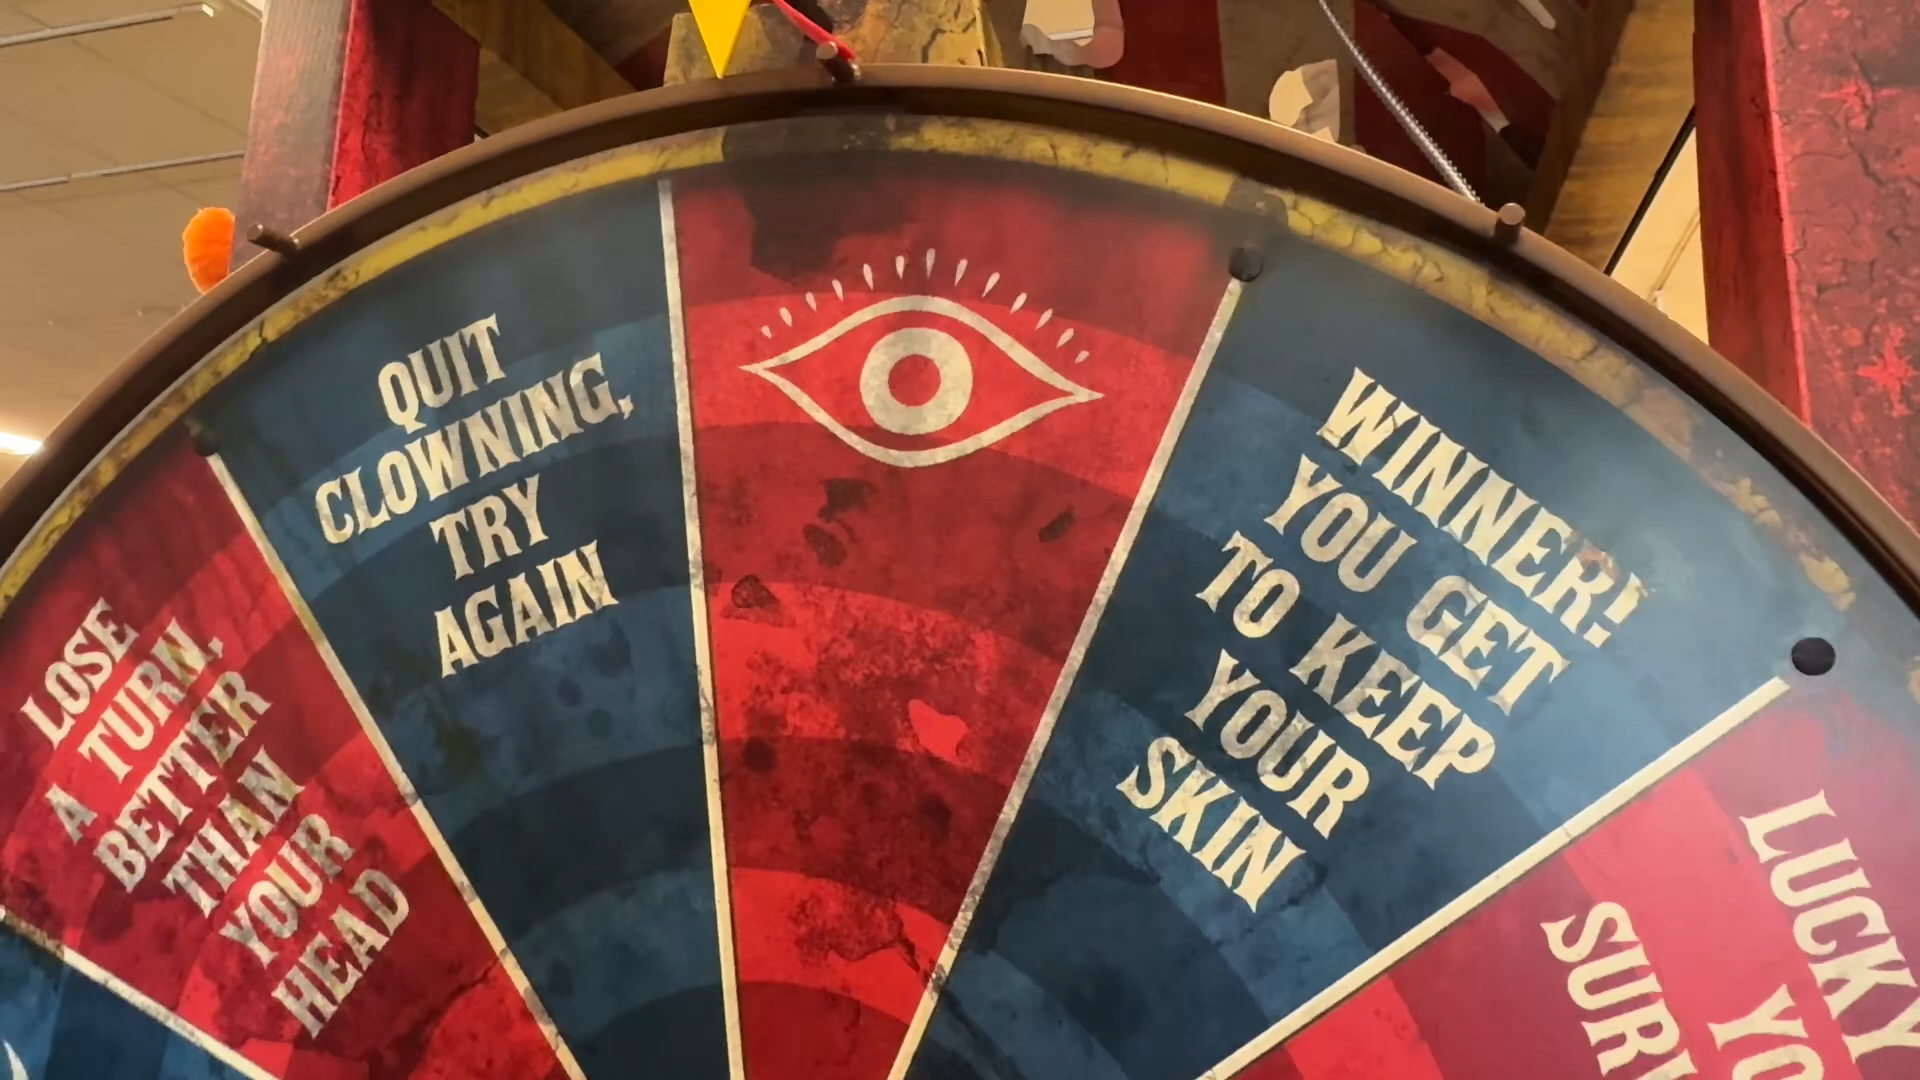 LOSE
A TURN,
BETTER
THAN
YOUR
HEAD
QUIT
CLOWNING,
TRY
AGAIN
WINNER!
YOU GET
TO KEEP
YOUR
SKIN
LUCKY